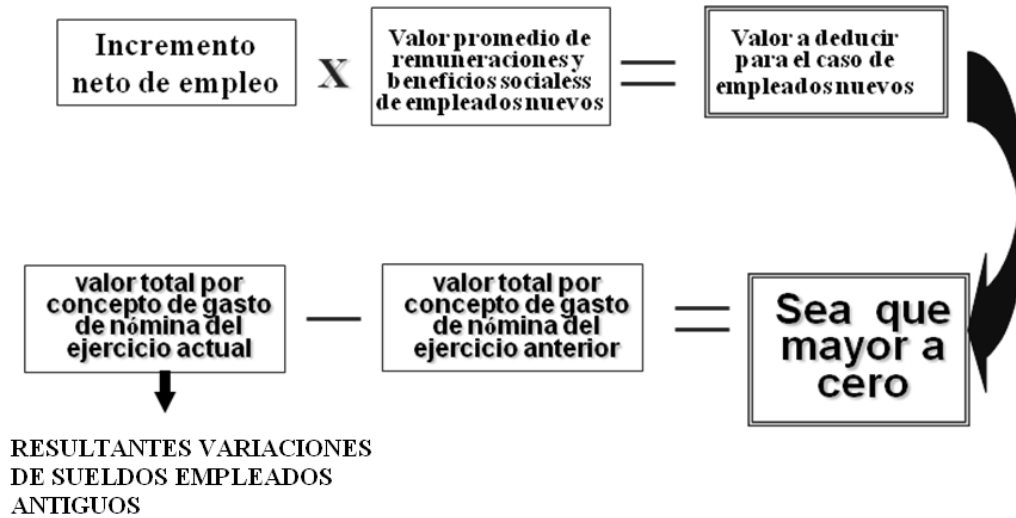 Incremento
neto de empleo
X
Valor promedio de
remuneraciones y
beneficios socialess
de empleados nuevos
=
Valor a deducir
para el caso de
empleados nuevos
valor total por
concepto de gasto
de nómina del
ejercicio actual
—
valor total por
concepto de gasto
de nómina del
ejercicio anterior
=
Sea que
mayor a
cero
RESULTANTES VARIACIONES
DE SUELDOS EMPLEADOS
ANTIGUOS